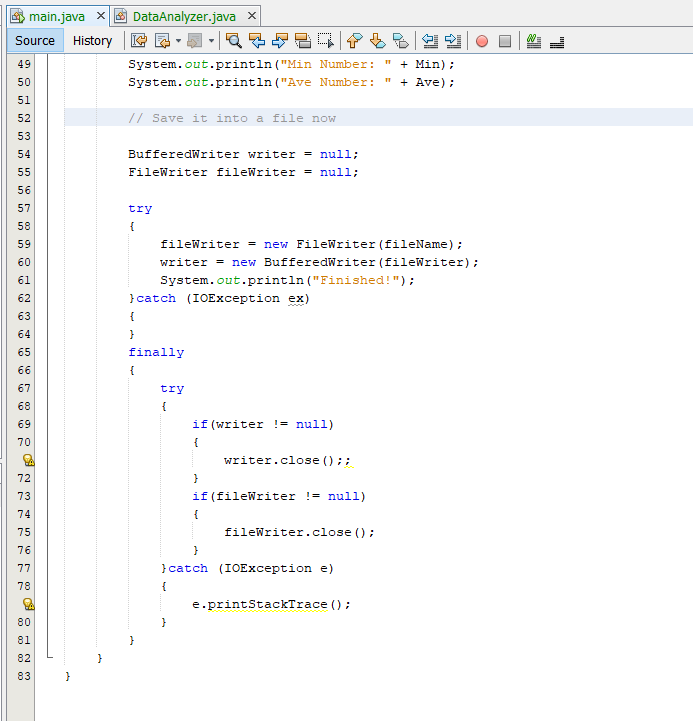 main.java × DataAnalyzer.java ×
Source History
49 System.out.println("Min Number: " + Min);
50 System.out.println("Ave Number: " + Ave);
51
52 // Save it into a file now
53
54 BufferedWriter writer = null;
55 FileWriter fileWriter = null;
56
57 try
58 {
59 fileWriter = new FileWriter(fileName);
60 writer = new BufferedWriter(fileWriter);
61 System.out.println("Finished!");
62 }catch (IOException ex)
63 {
64 }
65 finally
66 {
67 try
68 {
69 if(writer != null)
70 {
writer.close();;
72 }
73 if(fileWriter != null)
74 {
75 fileWriter.close();
76 }
77 }catch (IOException e)
78 {
e.printStackTrace();
80 }
81 }
82 }
83 }